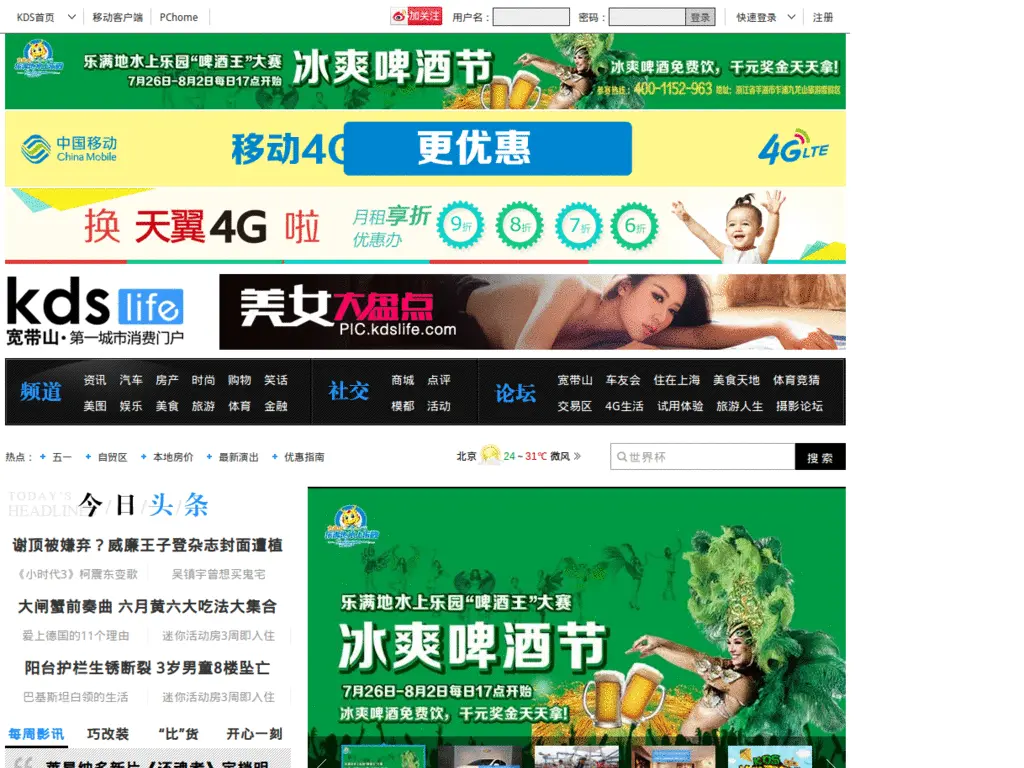 KDS首页 移动客户端 PChome 加关注 用户名： 密码： 登录 快速登录 注册
乐满地水上乐园“啤酒王”大赛
7月26日-8月2日每日17点开始
冰爽啤酒节
冰爽啤酒免费饮，千元奖金天天拿!
参赛热线：400-1152-963
中国移动
China Mobile
移动4G
更优惠
4G LTE
换 天翼4G 啦
月租享折
优惠办
9折 8折 7折 6折
kds life
宽带山·第一城市消费门户
美女大盘点
PIC.kdslife.com
频道
资讯 汽车 房产 时尚 购物 笑话
美图 娱乐 美食 旅游 体育 金融
社交
商城 点评
模都 活动
论坛
宽带山 车友会 住在上海 美食天地 体育竞猜
交易区 4G生活 试用体验 旅游人生 摄影论坛
热点： 五一 自贸区 本地房价 最新演出 优惠指南
北京 24 ~ 31℃ 微风
世界杯
搜 索
TODAY'S
HEADLINE
今日头条
谢顶被嫌弃？威廉王子登杂志封面遭植
《小时代3》柯震东变歌 吴镇宇曾想买鬼宅
大闸蟹前奏曲 六月黄六大吃法大集合
爱上德国的11个理由 迷你活动房3周即入住
阳台护栏生锈断裂 3岁男童8楼坠亡
巴基斯坦白领的生活 迷你活动房3周即入住
每周影讯 巧改装 “比”货 开心一刻
乐满地水上乐园“啤酒王”大赛
冰爽啤酒节
7月26日-8月2日每日17点开始
冰爽啤酒免费饮，千元奖金天天拿!